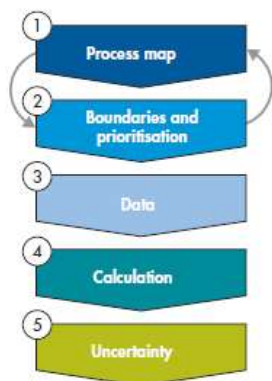 1
Process map
2
Boundaries and
prioritisation
3
Data
4
Calculation
5
Uncertainty